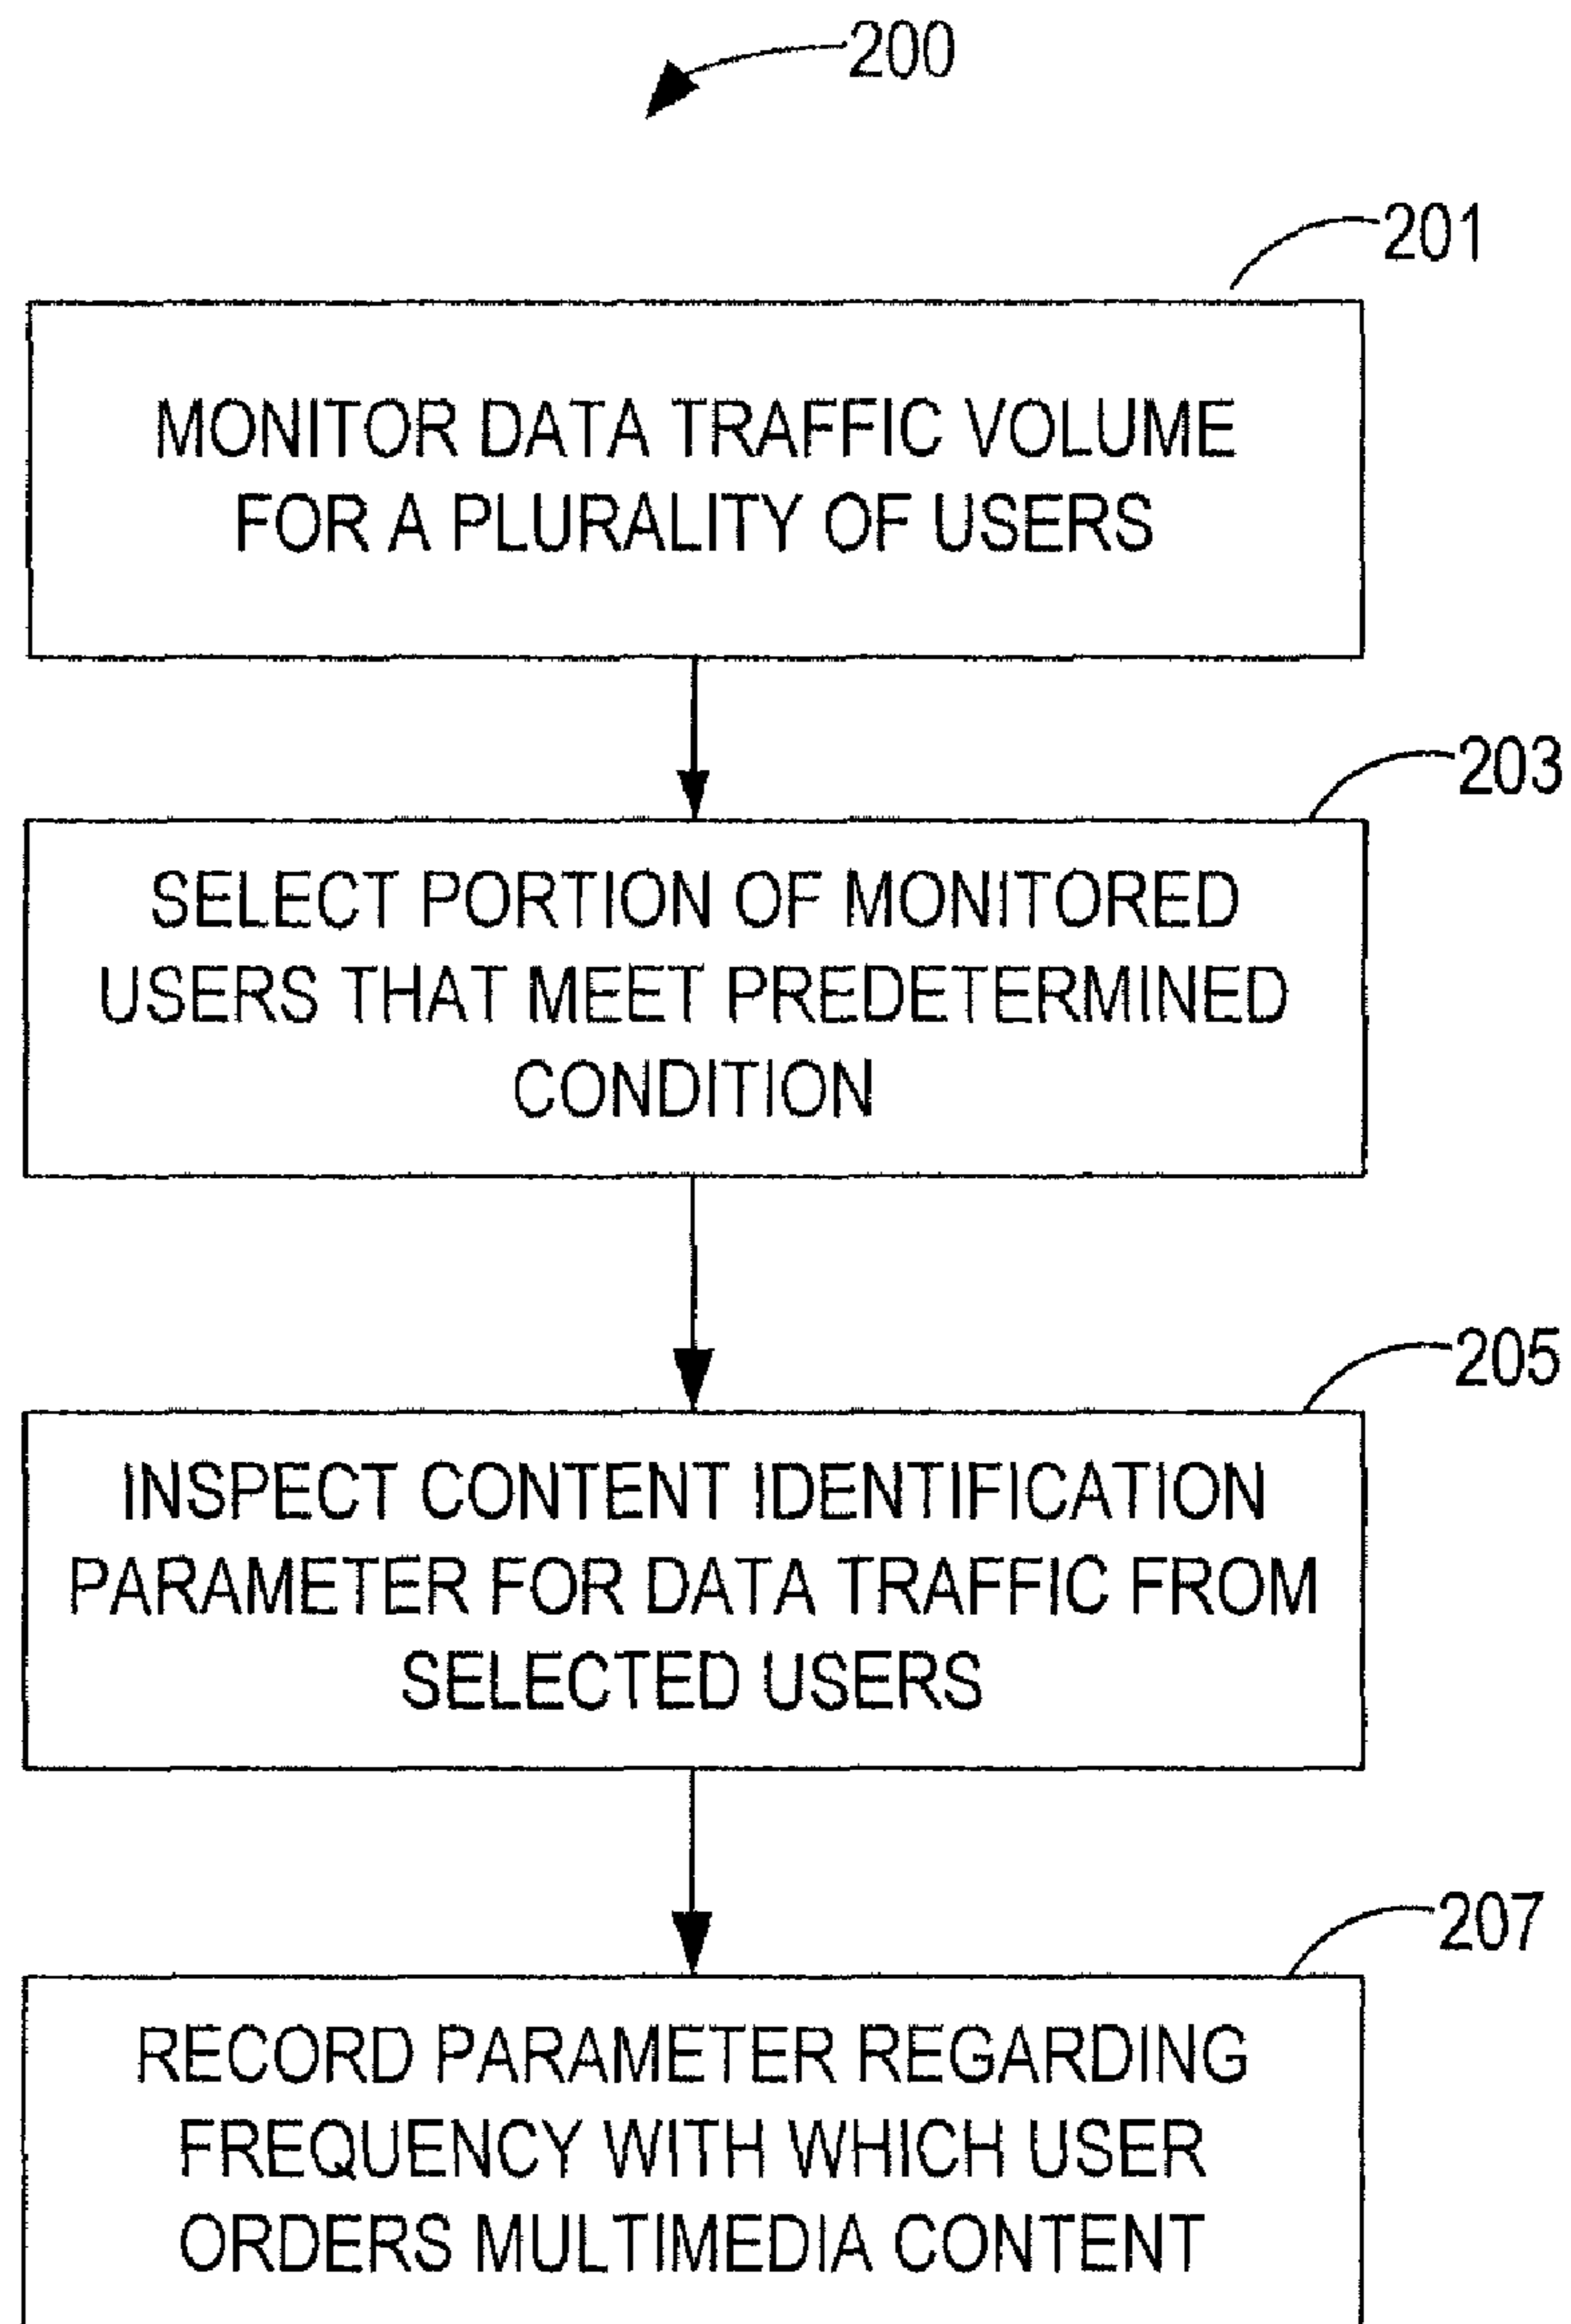 200
201
MONITOR DATA TRAFFIC VOLUME
FOR A PLURALITY OF USERS
203
SELECT PORTION OF MONITORED
USERS THAT MEET PREDETERMINED
CONDITION
205
INSPECT CONTENT IDENTIFICATION
PARAMETER FOR DATA TRAFFIC FROM
SELECTED USERS
207
RECORD PARAMETER REGARDING
FREQUENCY WITH WHICH USER
ORDERS MULTIMEDIA CONTENT